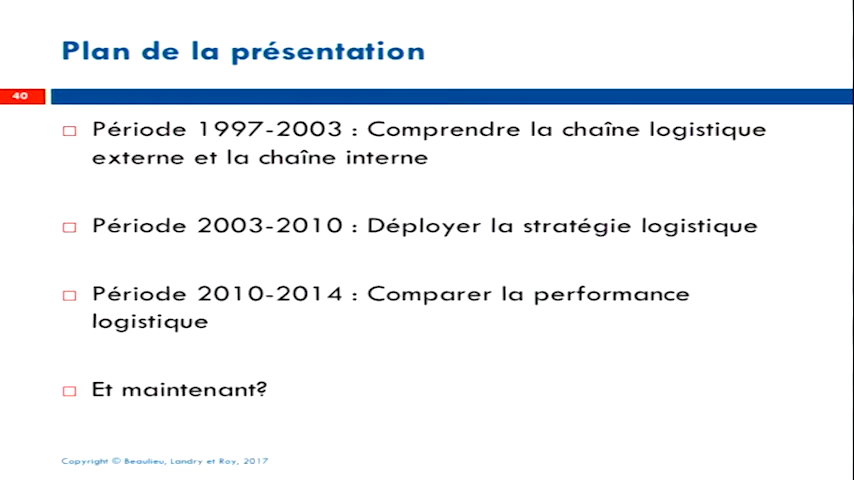 Plan de la présentation
40
Période 1997-2003 : Comprendre la chaîne logistique
externe et la chaîne interne
Période 2003-2010 : Déployer la stratégie logistique
Période 2010-2014 : Comparer la performance
logistique
Et maintenant?
Copyright © Beaulieu, Landry et Roy, 2017